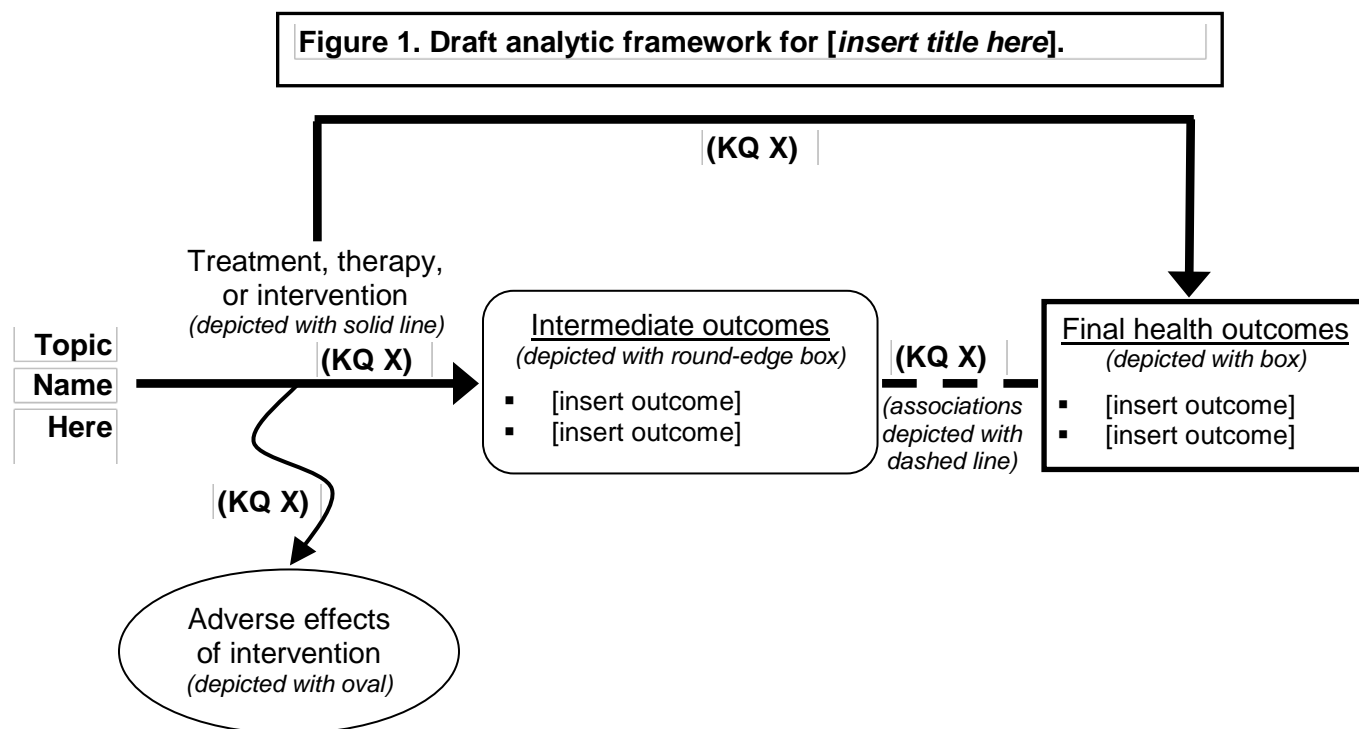 Figure 1. Draft analytic framework for [insert title here].
(KQ X)
Treatment, therapy,
or intervention
(depicted with solid line)
(KQ X)
Topic
Name
Here
Intermediate outcomes
(depicted with round-edge box)
▪ [insert outcome]
▪ [insert outcome]
(KQ X)
(associations
depicted with
dashed line)
Final health outcomes
(depicted with box)
▪ [insert outcome]
▪ [insert outcome]
(KQ X)
Adverse effects
of intervention
(depicted with oval)